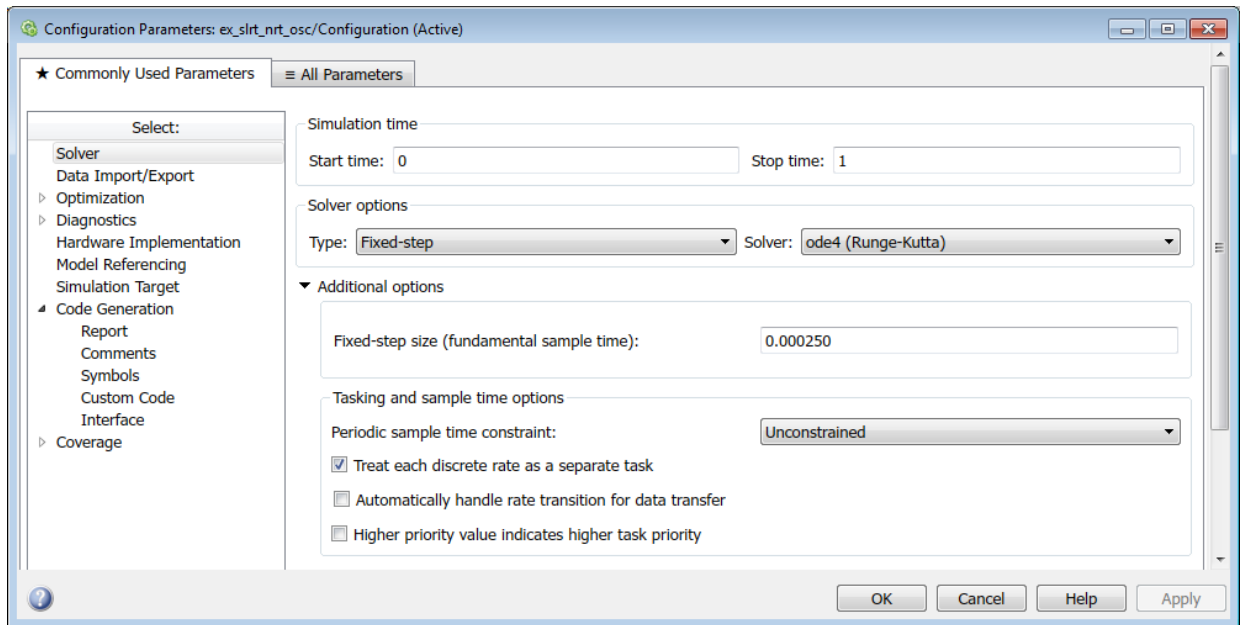 Configuration Parameters: ex_slrt_nrt_osc/Configuration (Active)
★ Commonly Used Parameters
≡ All Parameters
Select:
Solver
Data Import/Export
Optimization
Diagnostics
Hardware Implementation
Model Referencing
Simulation Target
Code Generation
Report
Comments
Symbols
Custom Code
Interface
Coverage
Simulation time
Start time: 0 Stop time: 1
Solver options
Type: Fixed-step Solver: ode4 (Runge-Kutta)
Additional options
Fixed-step size (fundamental sample time): 0.000250
Tasking and sample time options
Periodic sample time constraint: Unconstrained
Treat each discrete rate as a separate task
Automatically handle rate transition for data transfer
Higher priority value indicates higher task priority
OK Cancel Help Apply